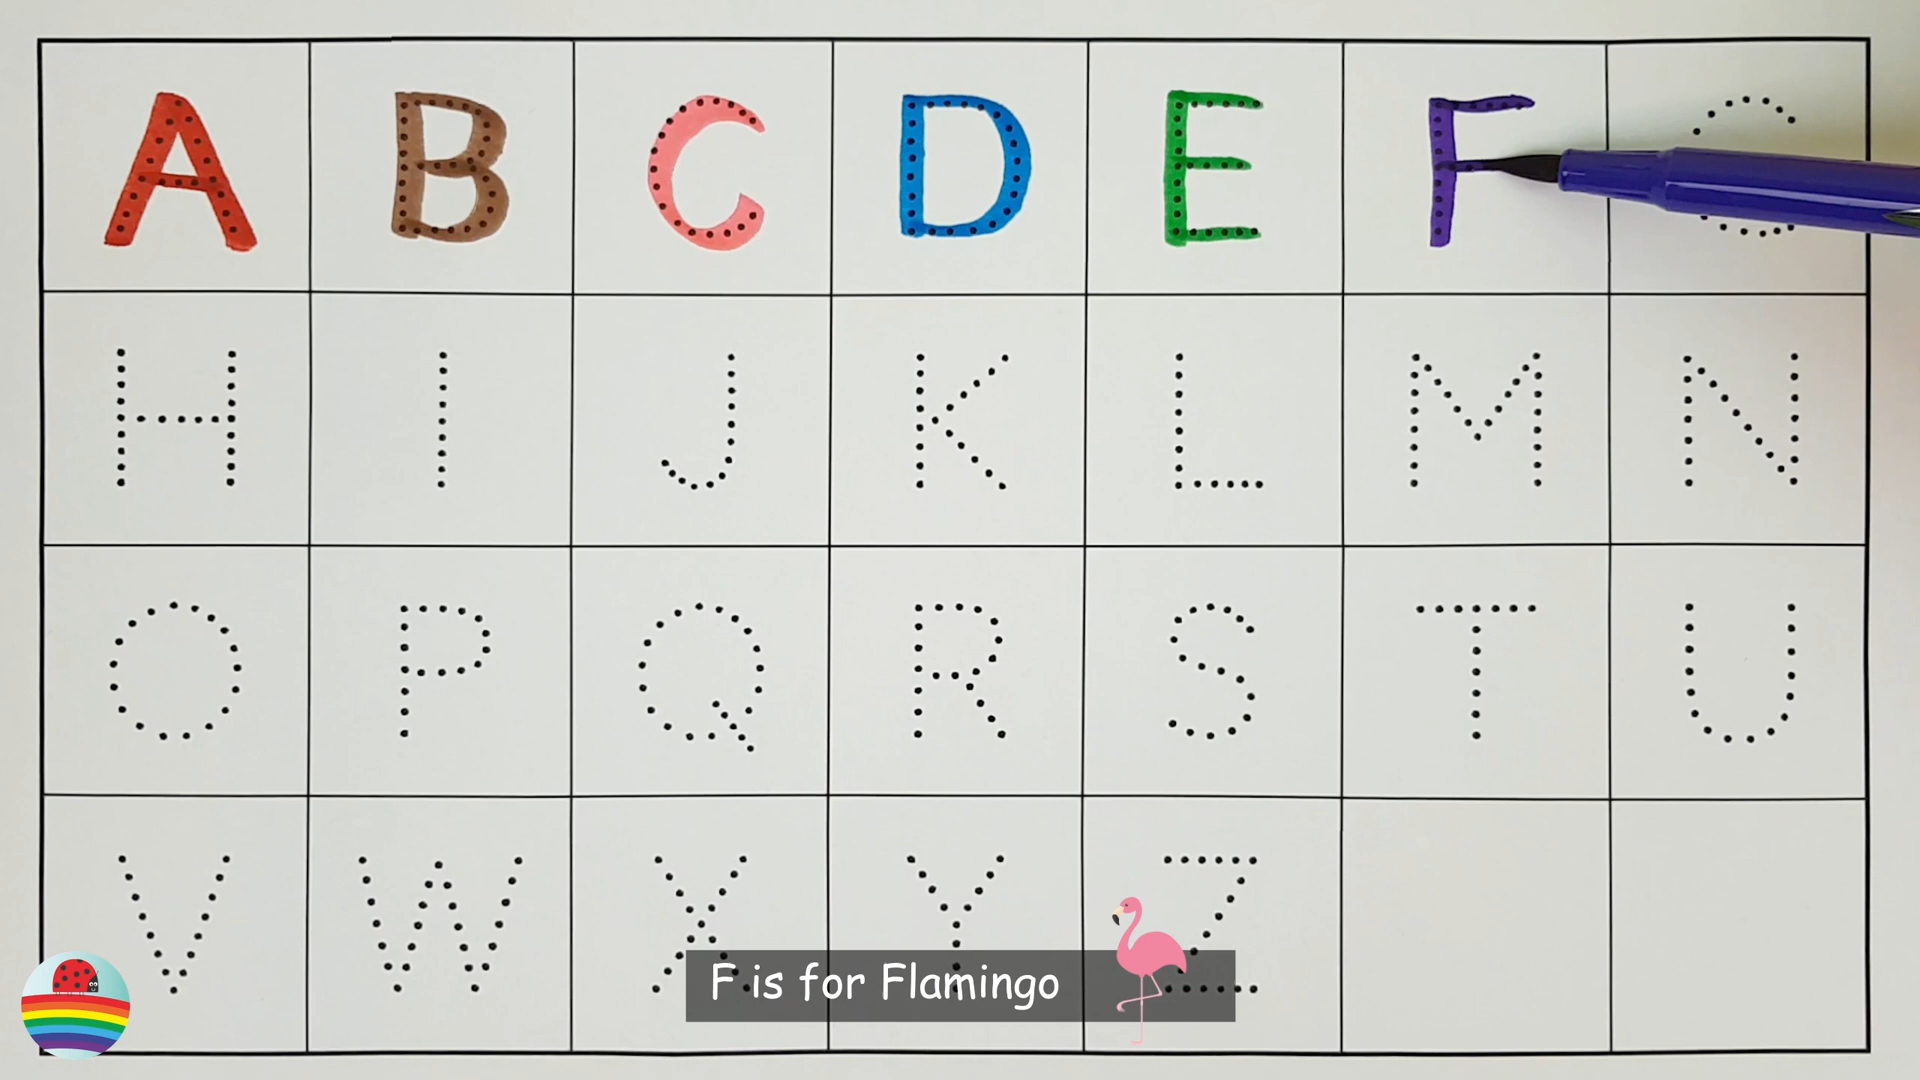 A B C D E F G
H I J K L M N
O P Q R S T U
V W X Y Z
F is for Flamingo